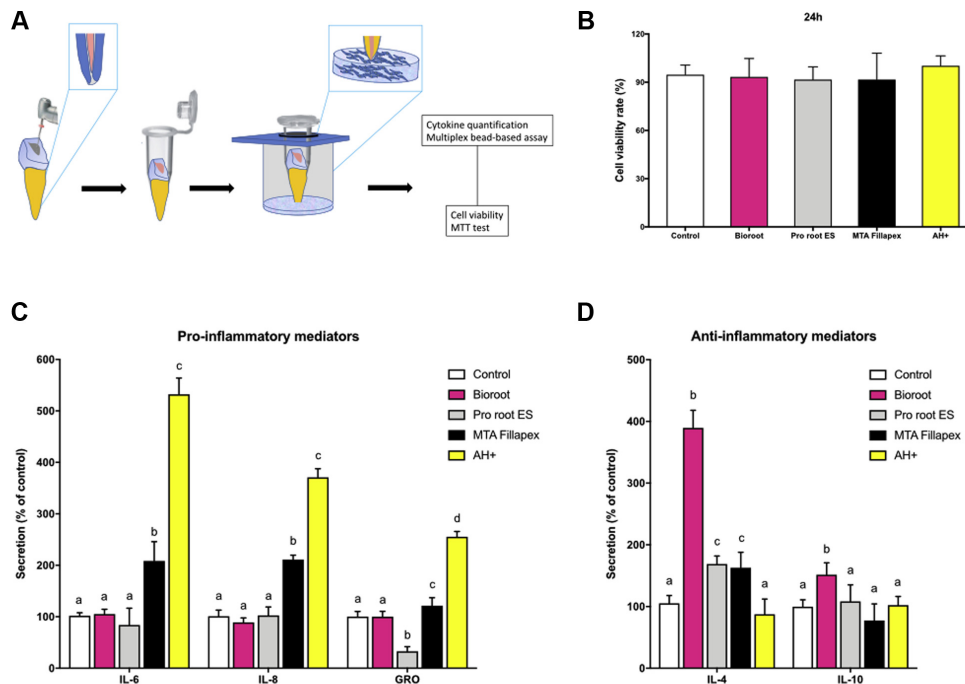 A
Cytokine quantification
Multiplex bead-based assay
Cell viability
MTT test
B
24h
Cell viability rate (%)
120
90
60
30
0
Control
Bioroot
Pro root ES
MTA Fillapex
AH+
C
Pro-inflammatory mediators
Secretion (% of control)
600
500
400
300
200
100
0
a a a b c
a a a b c
a a b c d
IL-6
IL-8
GRO
Control
Bioroot
Pro root ES
MTA Fillapex
AH+
D
Anti-inflammatory mediators
Secretion (% of control)
500
400
300
200
100
0
a b c c a
a b a a a
IL-4
IL-10
Control
Bioroot
Pro root ES
MTA Fillapex
AH+